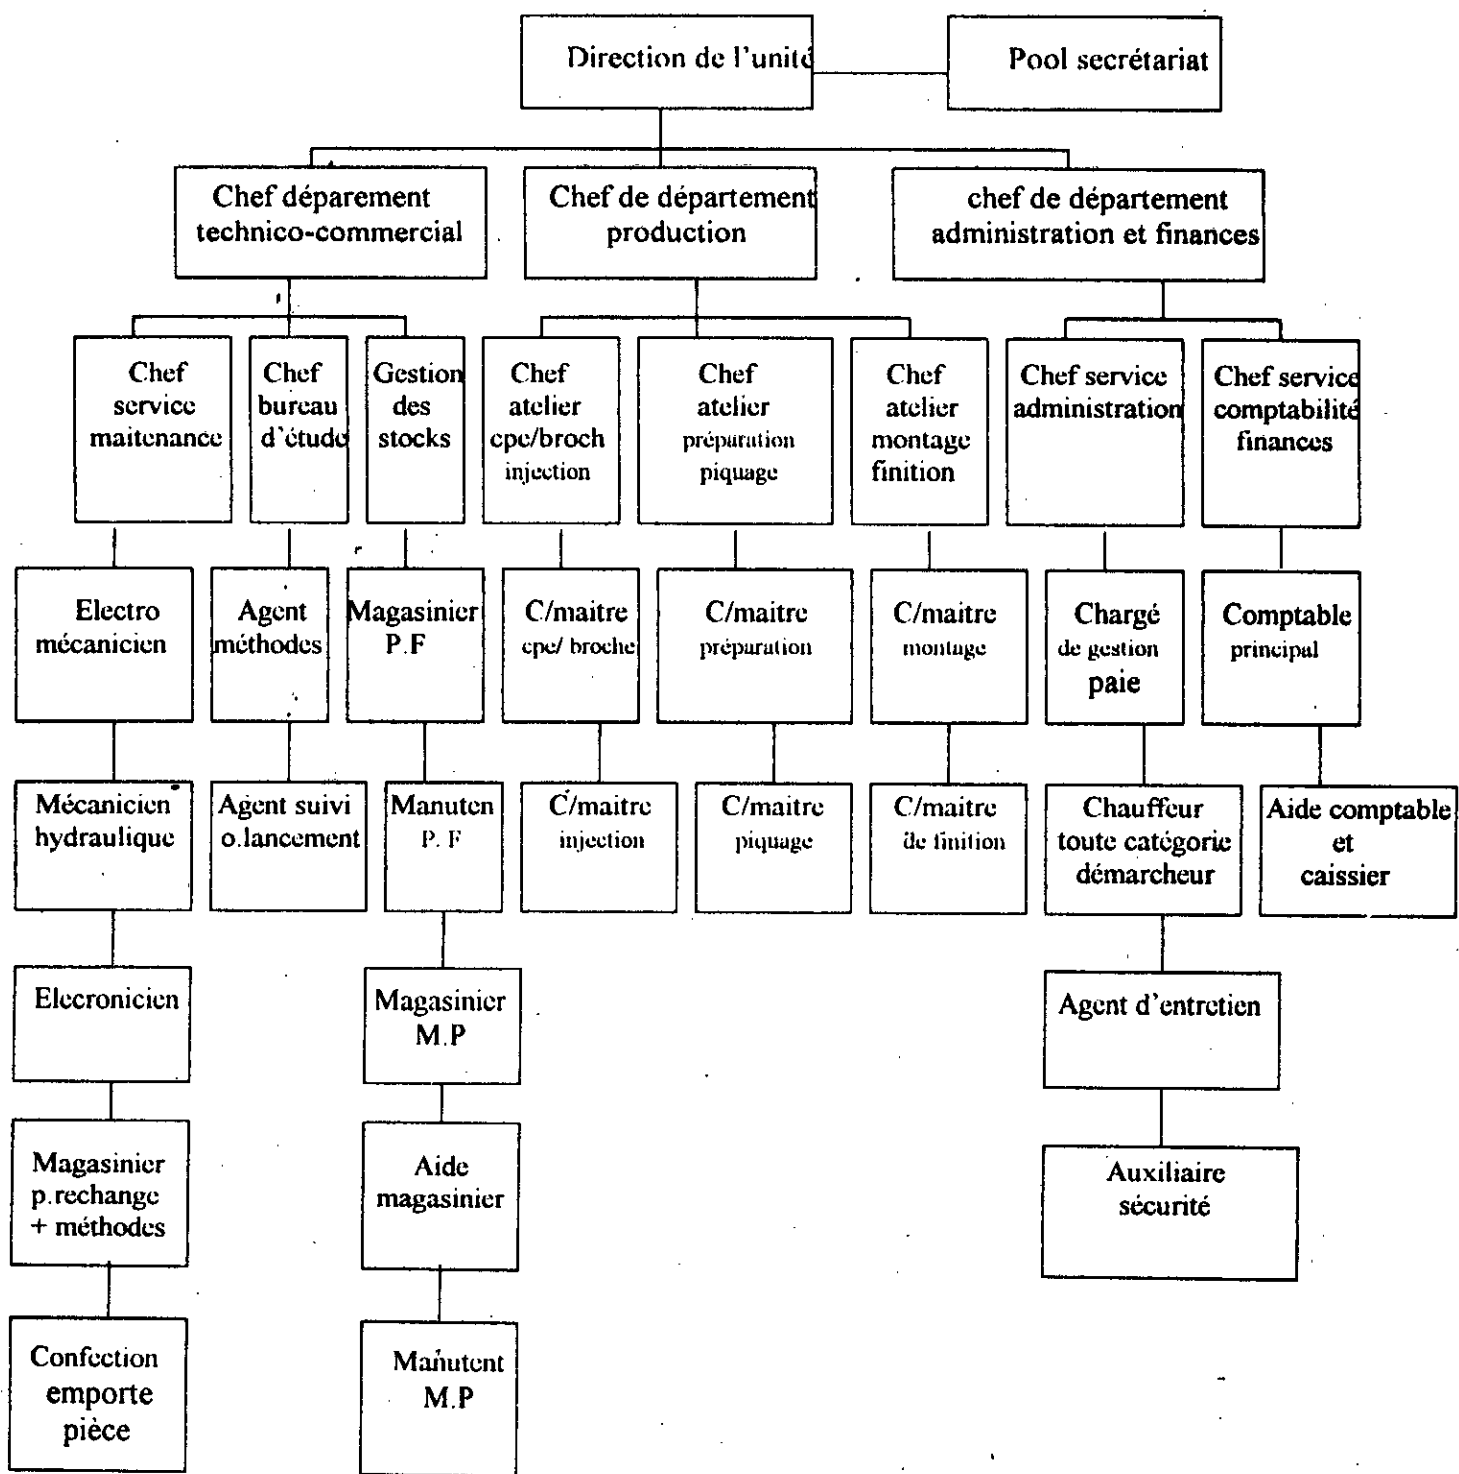 Direction de l'unité
Pool secrétariat
Chef déparement
technico-commercial
Chef de département
production
chef de département
administration et finances
Chef
service
maitenance
Chef
bureau
d'étude
Gestion
des
stocks
Chef
atelier
cpe/broch
injection
Chef
atelier
préparation
piquage
Chef
atelier
montage
finition
Chef service
administration
Chef service
comptabilité
finances
Electro
mécanicien
Agent
méthodes
Magasinier
P.F
C/maitre
cpe/ broche
C/maitre
préparation
C/maitre
montage
Chargé
de gestion
paie
Comptable
principal
Mécanicien
hydraulique
Agent suivi
o.lancement
Manuten
P. F
C/maitre
injection
C/maitre
piquage
C/maitre
de finition
Chauffeur
toute catégorie
démarcheur
Aide comptable
et
caissier
Elecronicien
Magasinier
M.P
Agent d'entretien
Magasinier
p.rechange
+ méthodes
Aide
magasinier
Auxiliaire
sécurité
Confection
emporte
pièce
Manutent
M.P